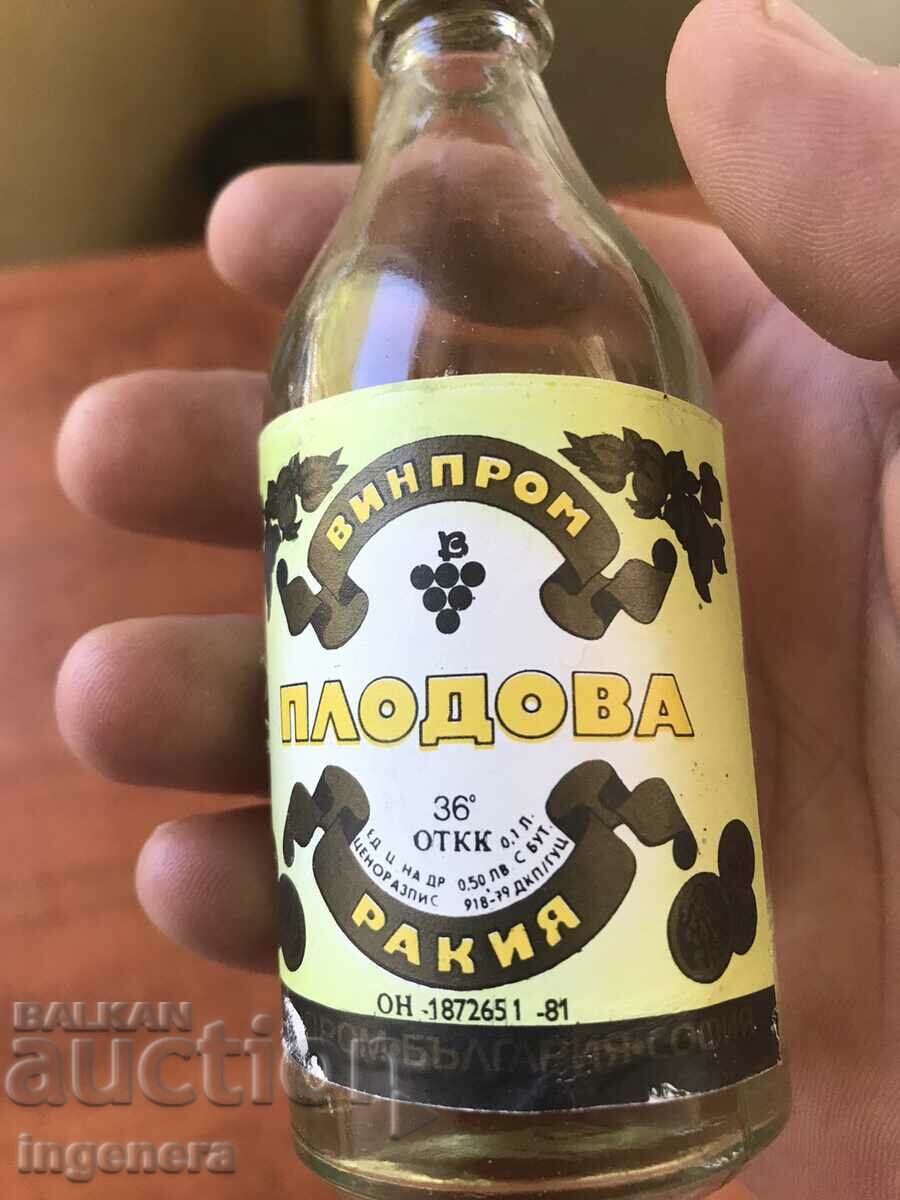 ВИНПРОМ
ПЛОДОВА
36°
ОТКК 0,1 Л.
ЕД Ц НА ДР 0.50 ЛВ С БУТ.
ЦЕНОРАЗПИС 918-79 ДКП/ГУЦ
РАКИЯ
ОН -1872651 -81
ПРОМ•БЪЛГАРИЯ•СОФИЯ
BALKAN
auction
ingenera